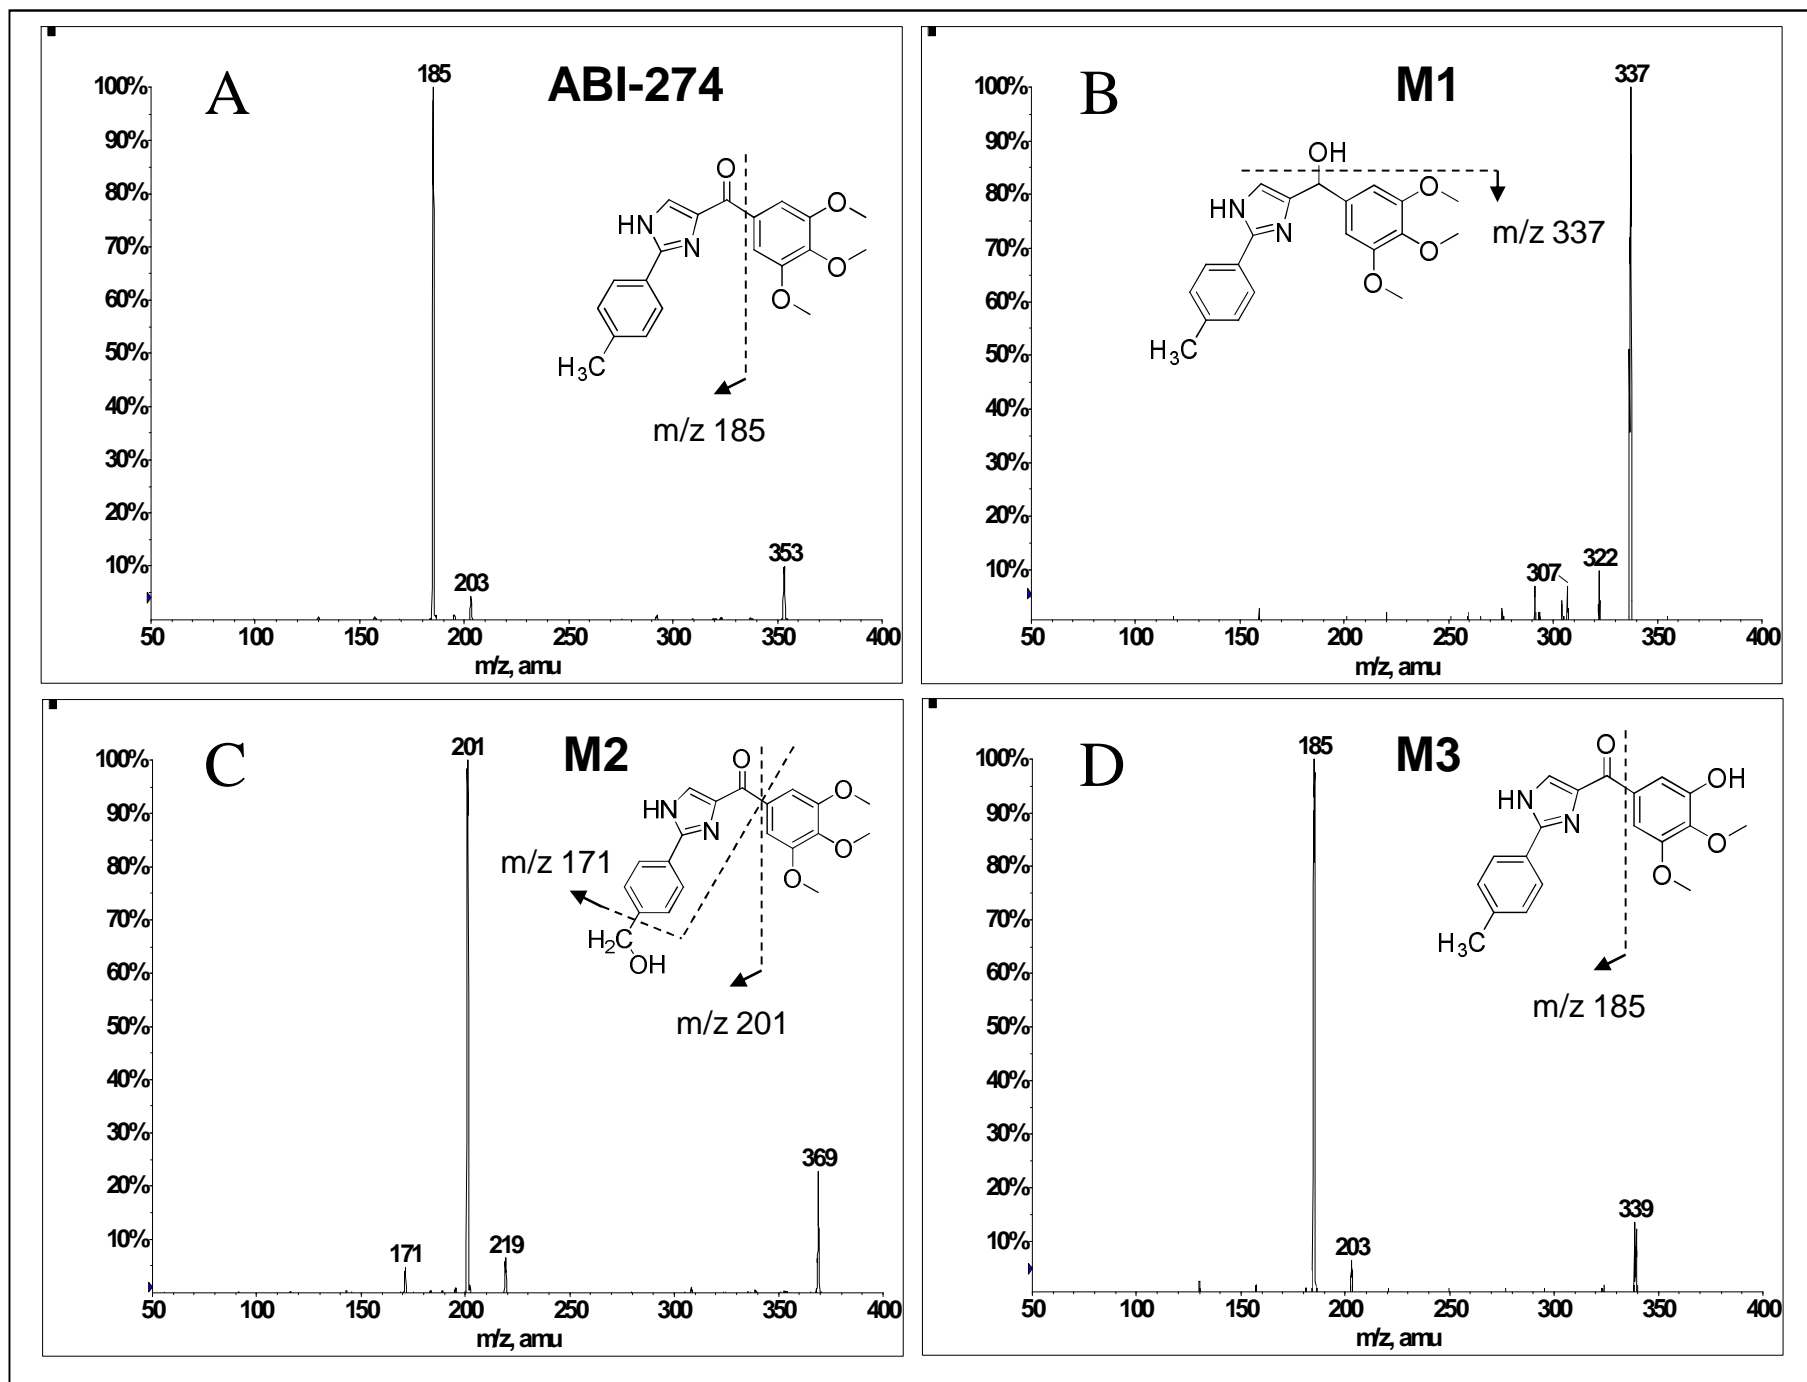 A
ABI-274
185
100%
90%
80%
70%
60%
50%
40%
30%
20%
10%
O
HN
N
O
O
O
H3C
m/z 185
203
353
50 100 150 200 250 300 350 400
m/z, amu
B
M1
337
100%
90%
80%
70%
60%
50%
40%
30%
20%
10%
OH
HN
N
O
O
O
H3C
m/z 337
307
322
50 100 150 200 250 300 350 400
m/z, amu
C
M2
201
100%
90%
80%
70%
60%
50%
40%
30%
20%
10%
O
HN
N
O
O
O
m/z 171
H2C
OH
m/z 201
171
219
369
50 100 150 200 250 300 350 400
m/z, amu
D
M3
185
100%
90%
80%
70%
60%
50%
40%
30%
20%
10%
O
OH
HN
N
O
O
H3C
m/z 185
203
339
50 100 150 200 250 300 350 400
m/z, amu